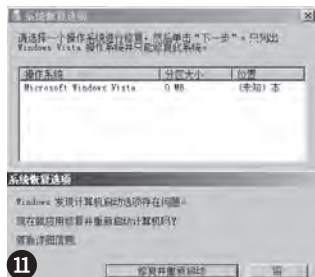 系统恢复选项
请选择一个操作系统进行修复，然后单击“下一步”。只列出
Windows Vista 操作系统并只能修复此系统。
操作系统 分区大小 位置
Microsoft Windows Vista 0 MB (未知) 本
系统恢复选项
Windows 发现计算机启动选项存在问题。
现在就应用修复并重新启动计算机吗?
查看详细信息
修复并重新启动 否
11